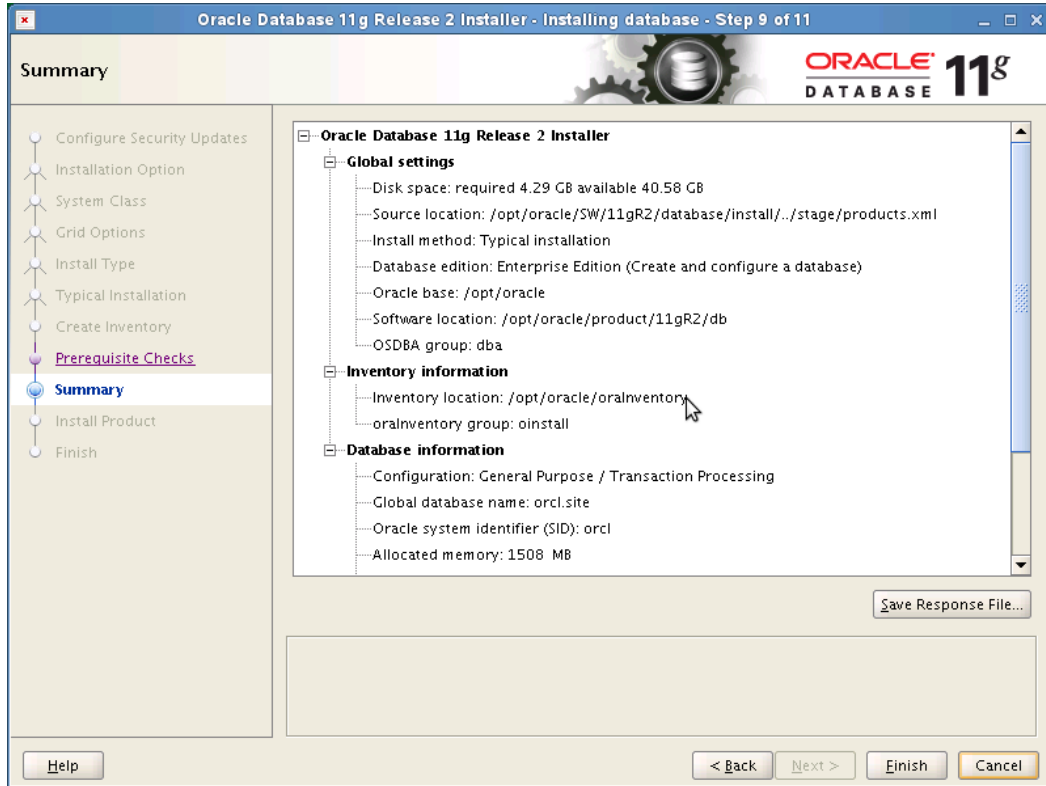 Oracle Database 11g Release 2 Installer - Installing database - Step 9 of 11
Summary
ORACLE
DATABASE
11g
Configure Security Updates
Installation Option
System Class
Grid Options
Install Type
Typical Installation
Create Inventory
Prerequisite Checks
Summary
Install Product
Finish
Oracle Database 11g Release 2 Installer
Global settings
Disk space: required 4.29 GB available 40.58 GB
Source location: /opt/oracle/SW/11gR2/database/install/../stage/products.xml
Install method: Typical installation
Database edition: Enterprise Edition (Create and configure a database)
Oracle base: /opt/oracle
Software location: /opt/oracle/product/11gR2/db
OSDBA group: dba
Inventory information
Inventory location: /opt/oracle/oraInventory
oraInventory group: oinstall
Database information
Configuration: General Purpose / Transaction Processing
Global database name: orcl.site
Oracle system identifier (SID): orcl
Allocated memory: 1508 MB
Save Response File...
Help
< Back
Next >
Finish
Cancel